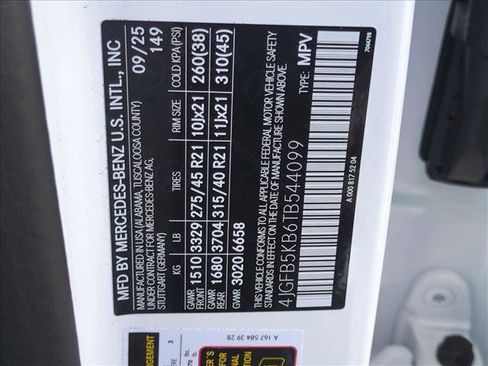 MFD BY MERCEDES-BENZ U.S. INTL., INC
MANUFACTURED IN USA (ALABAMA, TUSCALOOSA COUNTY)
UNDER CONTRACT FOR MERCEDES-BENZ AG,
STUTTGART (GERMANY)
09/25
149
KG LB TIRES RIM SIZE COLD KPA (PSI)
GAWR FRONT 1510 3329 275/45 R21 10Jx21 260(38)
GAWR REAR 1680 3704 315/40 R21 11Jx21 310(45)
GVWR 3020 6658
THIS VEHICLE CONFORMS TO ALL APPLICABLE FEDERAL MOTOR VEHICLE SAFETY
STANDARDS IN EFFECT ON THE DATE OF MANUFACTURE SHOWN ABOVE.
4JGFB5KB6TB544099
TYPE: MPV
A 000 817 52 04
A 167 584 39 28